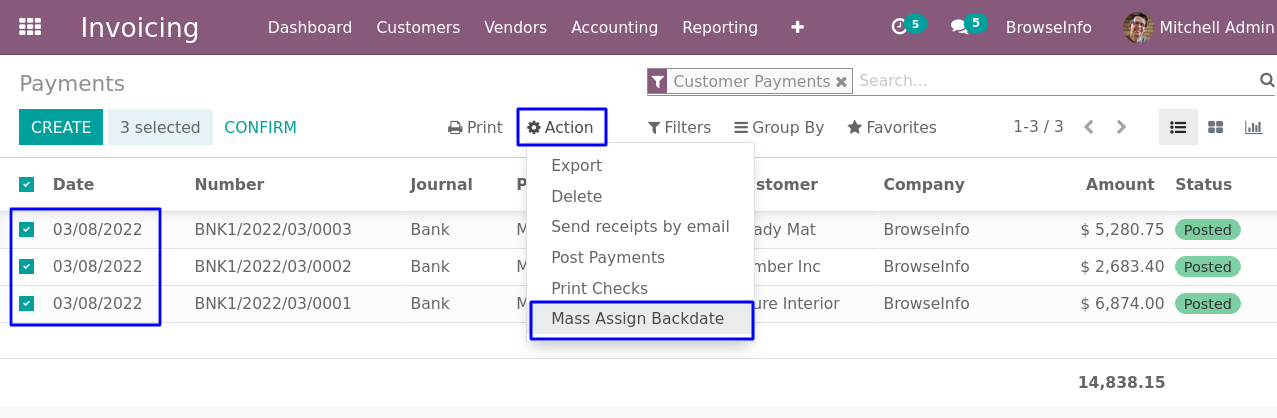 Invoicing Dashboard Customers Vendors Accounting Reporting 5 5 BrowseInfo Mitchell Admin
Payments Customer Payments Search...
CREATE 3 selected CONFIRM Print Action Filters Group By Favorites 1-3 / 3
Export
Delete
Send receipts by email
Post Payments
Print Checks
Mass Assign Backdate
Date Number Journal Company Amount Status
03/08/2022 BNK1/2022/03/0003 Bank Mat BrowseInfo $ 5,280.75 Posted
03/08/2022 BNK1/2022/03/0002 Bank Inc BrowseInfo $ 2,683.40 Posted
03/08/2022 BNK1/2022/03/0001 Bank Interior BrowseInfo $ 6,874.00 Posted
14,838.15